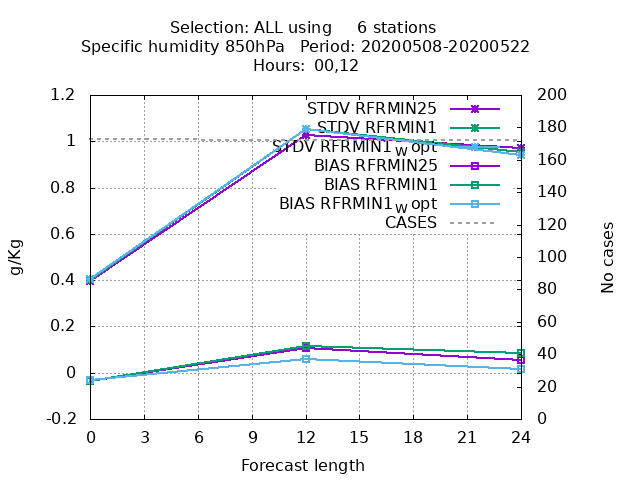 Selection: ALL using     6 stations
Specific humidity 850hPa   Period: 20200508-20200522
Hours: 00,12
g/Kg
1.2
1
0.8
0.6
0.4
0.2
0
-0.2
STDV RFRMIN25
STDV RFRMIN1
STDV RFRMIN1_W opt
BIAS RFRMIN25
BIAS RFRMIN1
BIAS RFRMIN1_W opt
CASES
200
180
160
140
120
100
80
60
40
20
0
No cases
0 3 6 9 12 15 18 21 24
Forecast length